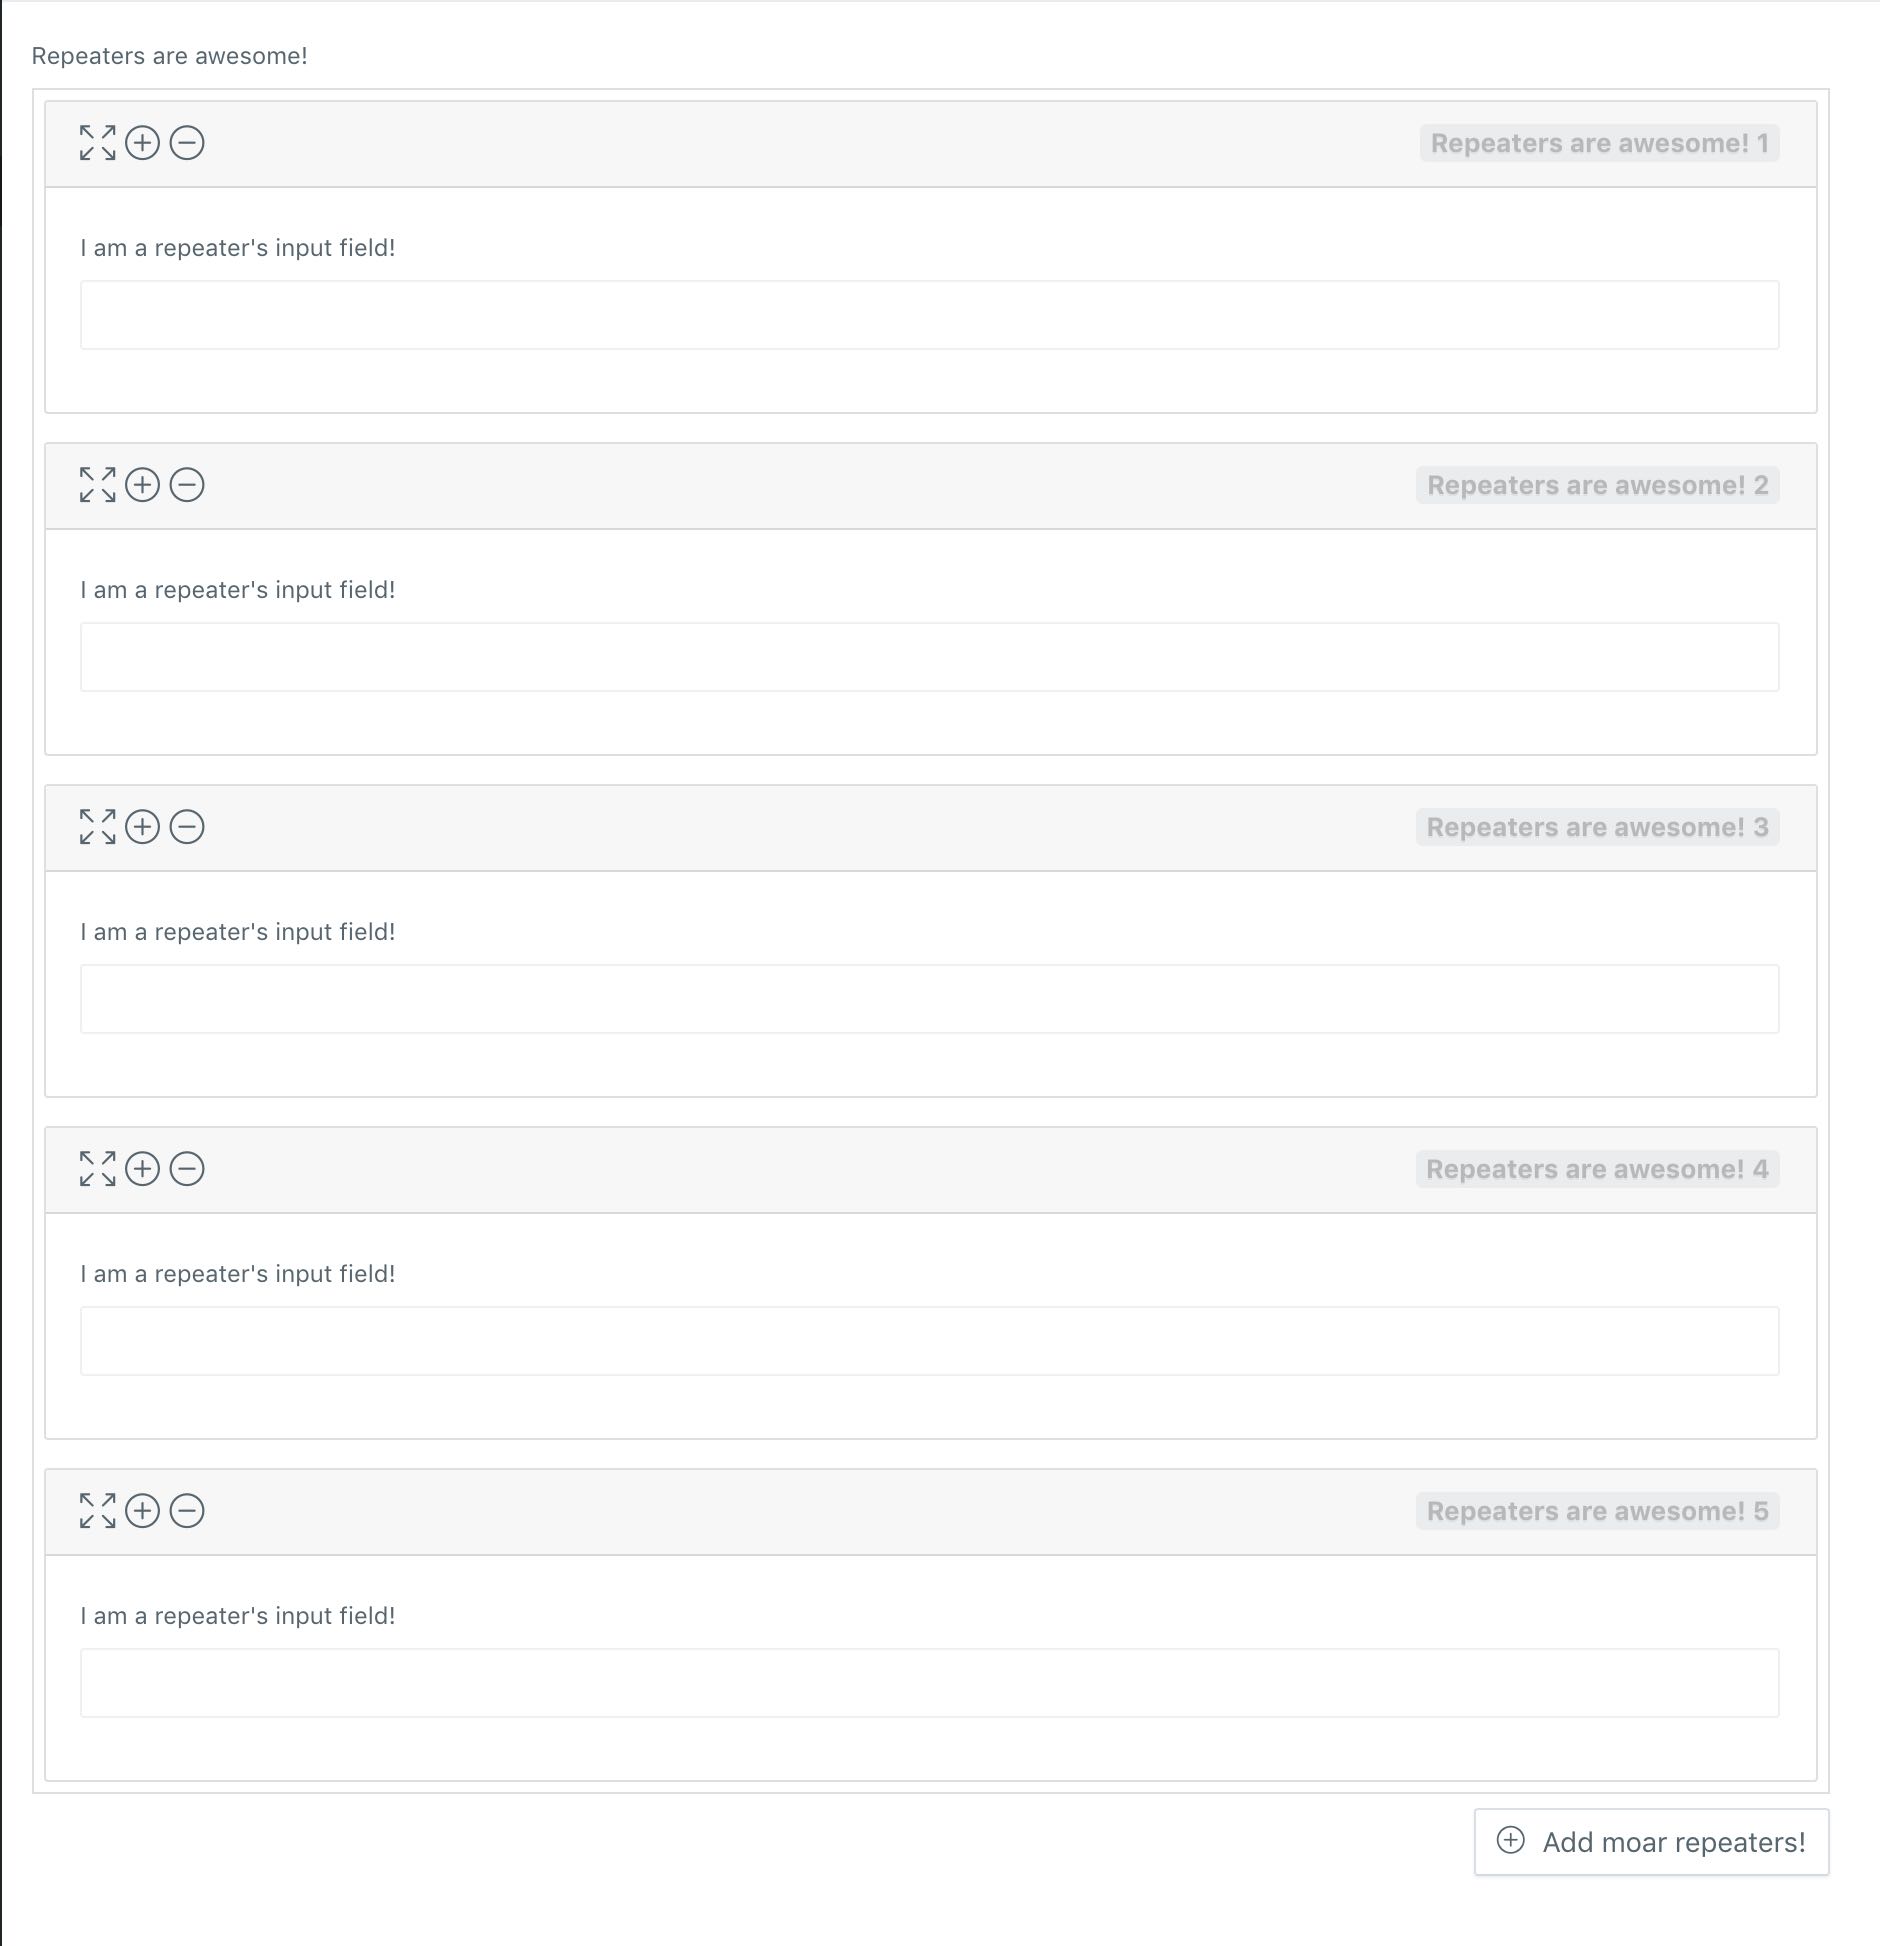 Repeaters are awesome!
Repeaters are awesome! 1
I am a repeater's input field!
Repeaters are awesome! 2
I am a repeater's input field!
Repeaters are awesome! 3
I am a repeater's input field!
Repeaters are awesome! 4
I am a repeater's input field!
Repeaters are awesome! 5
I am a repeater's input field!
Add moar repeaters!